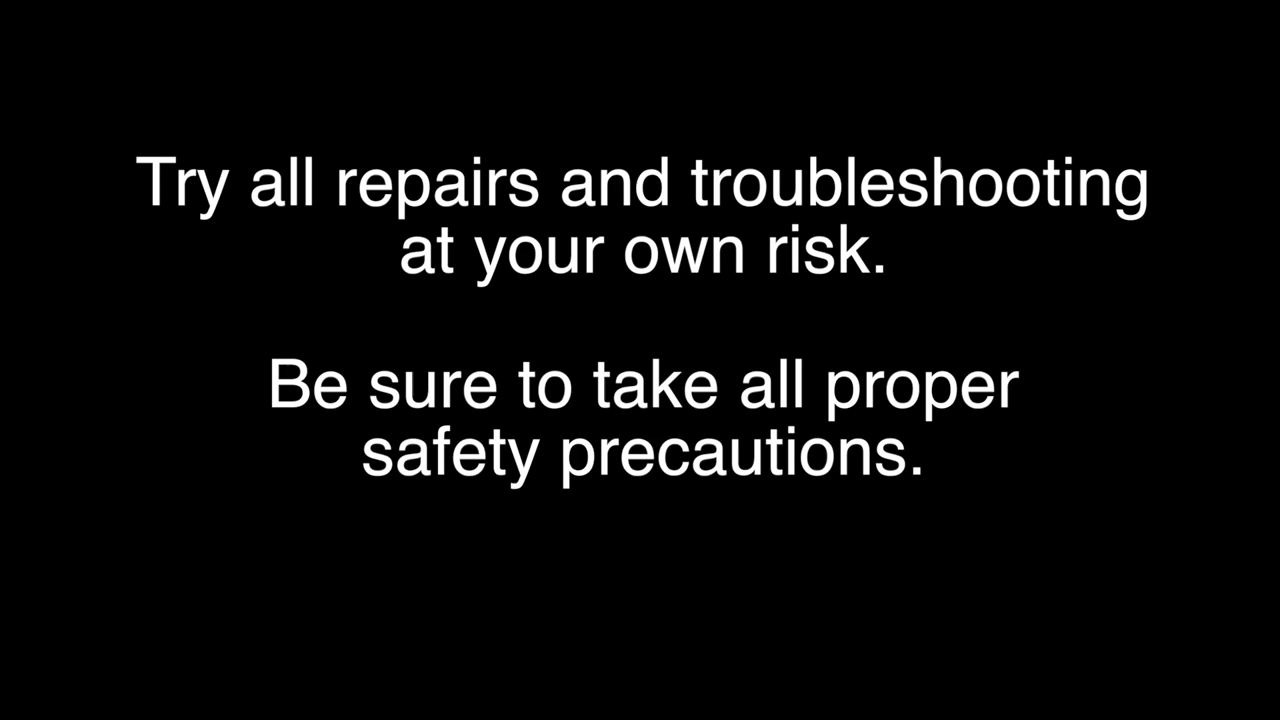 Try all repairs and troubleshooting
at your own risk.
Be sure to take all proper
safety precautions.